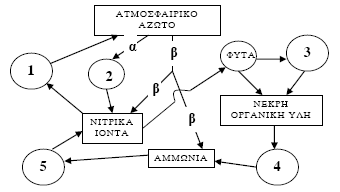 ΑΤΜΟΣΦΑΙΡΙΚΟ
ΑΖΩΤΟ
α
β
1
2
β
ΦΥΤΑ
3
ΝΙΤΡΙΚΑ
ΙΟΝΤΑ
β
ΝΕΚΡΗ
ΟΡΓΑΝΙΚΗ ΥΛΗ
5
ΑΜΜΩΝΙΑ
4